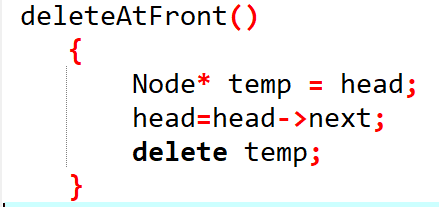 deleteAtFront()
{
Node* temp = head;
head=head->next;
delete temp;
}